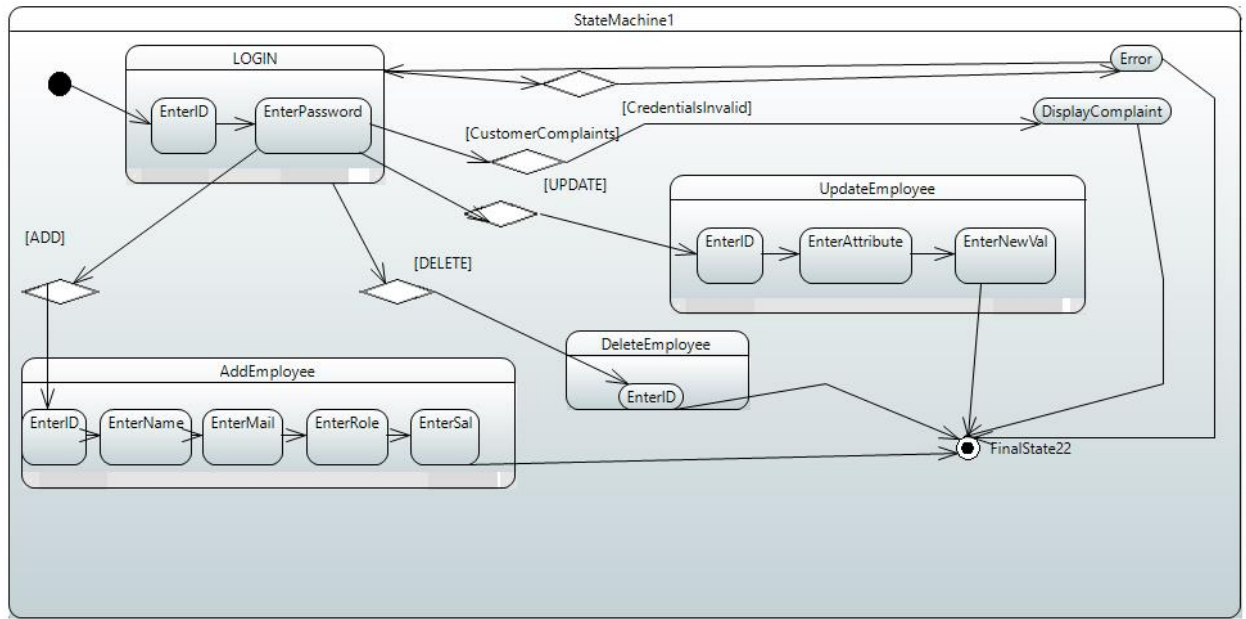 StateMachine1
LOGIN
Error
EnterID
EnterPassword
[CredentialsInvalid]
DisplayComplaint
[CustomerComplaints]
[UPDATE]
UpdateEmployee
[ADD]
EnterID
EnterAttribute
EnterNewVal
[DELETE]
DeleteEmployee
AddEmployee
EnterID
EnterID
EnterName
EnterMail
EnterRole
EnterSal
FinalState22